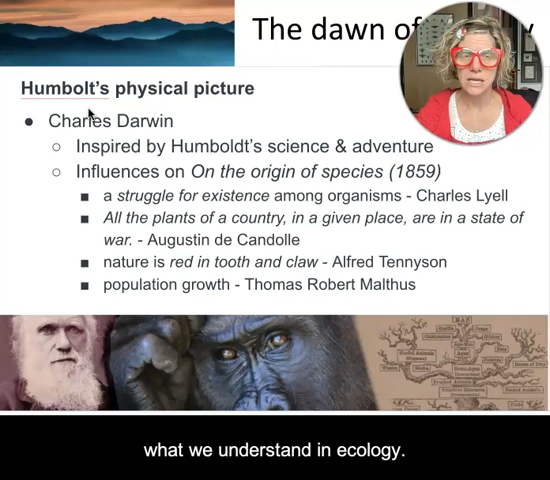 The dawn of
Humbolt's physical picture
● Charles Darwin
○ Inspired by Humboldt's science & adventure
○ Influences on On the origin of species (1859)
■ a struggle for existence among organisms - Charles Lyell
■ All the plants of a country, in a given place, are in a state of
war. - Augustin de Candolle
■ nature is red in tooth and claw - Alfred Tennyson
■ population growth - Thomas Robert Malthus
MAN
what we understand in ecology.